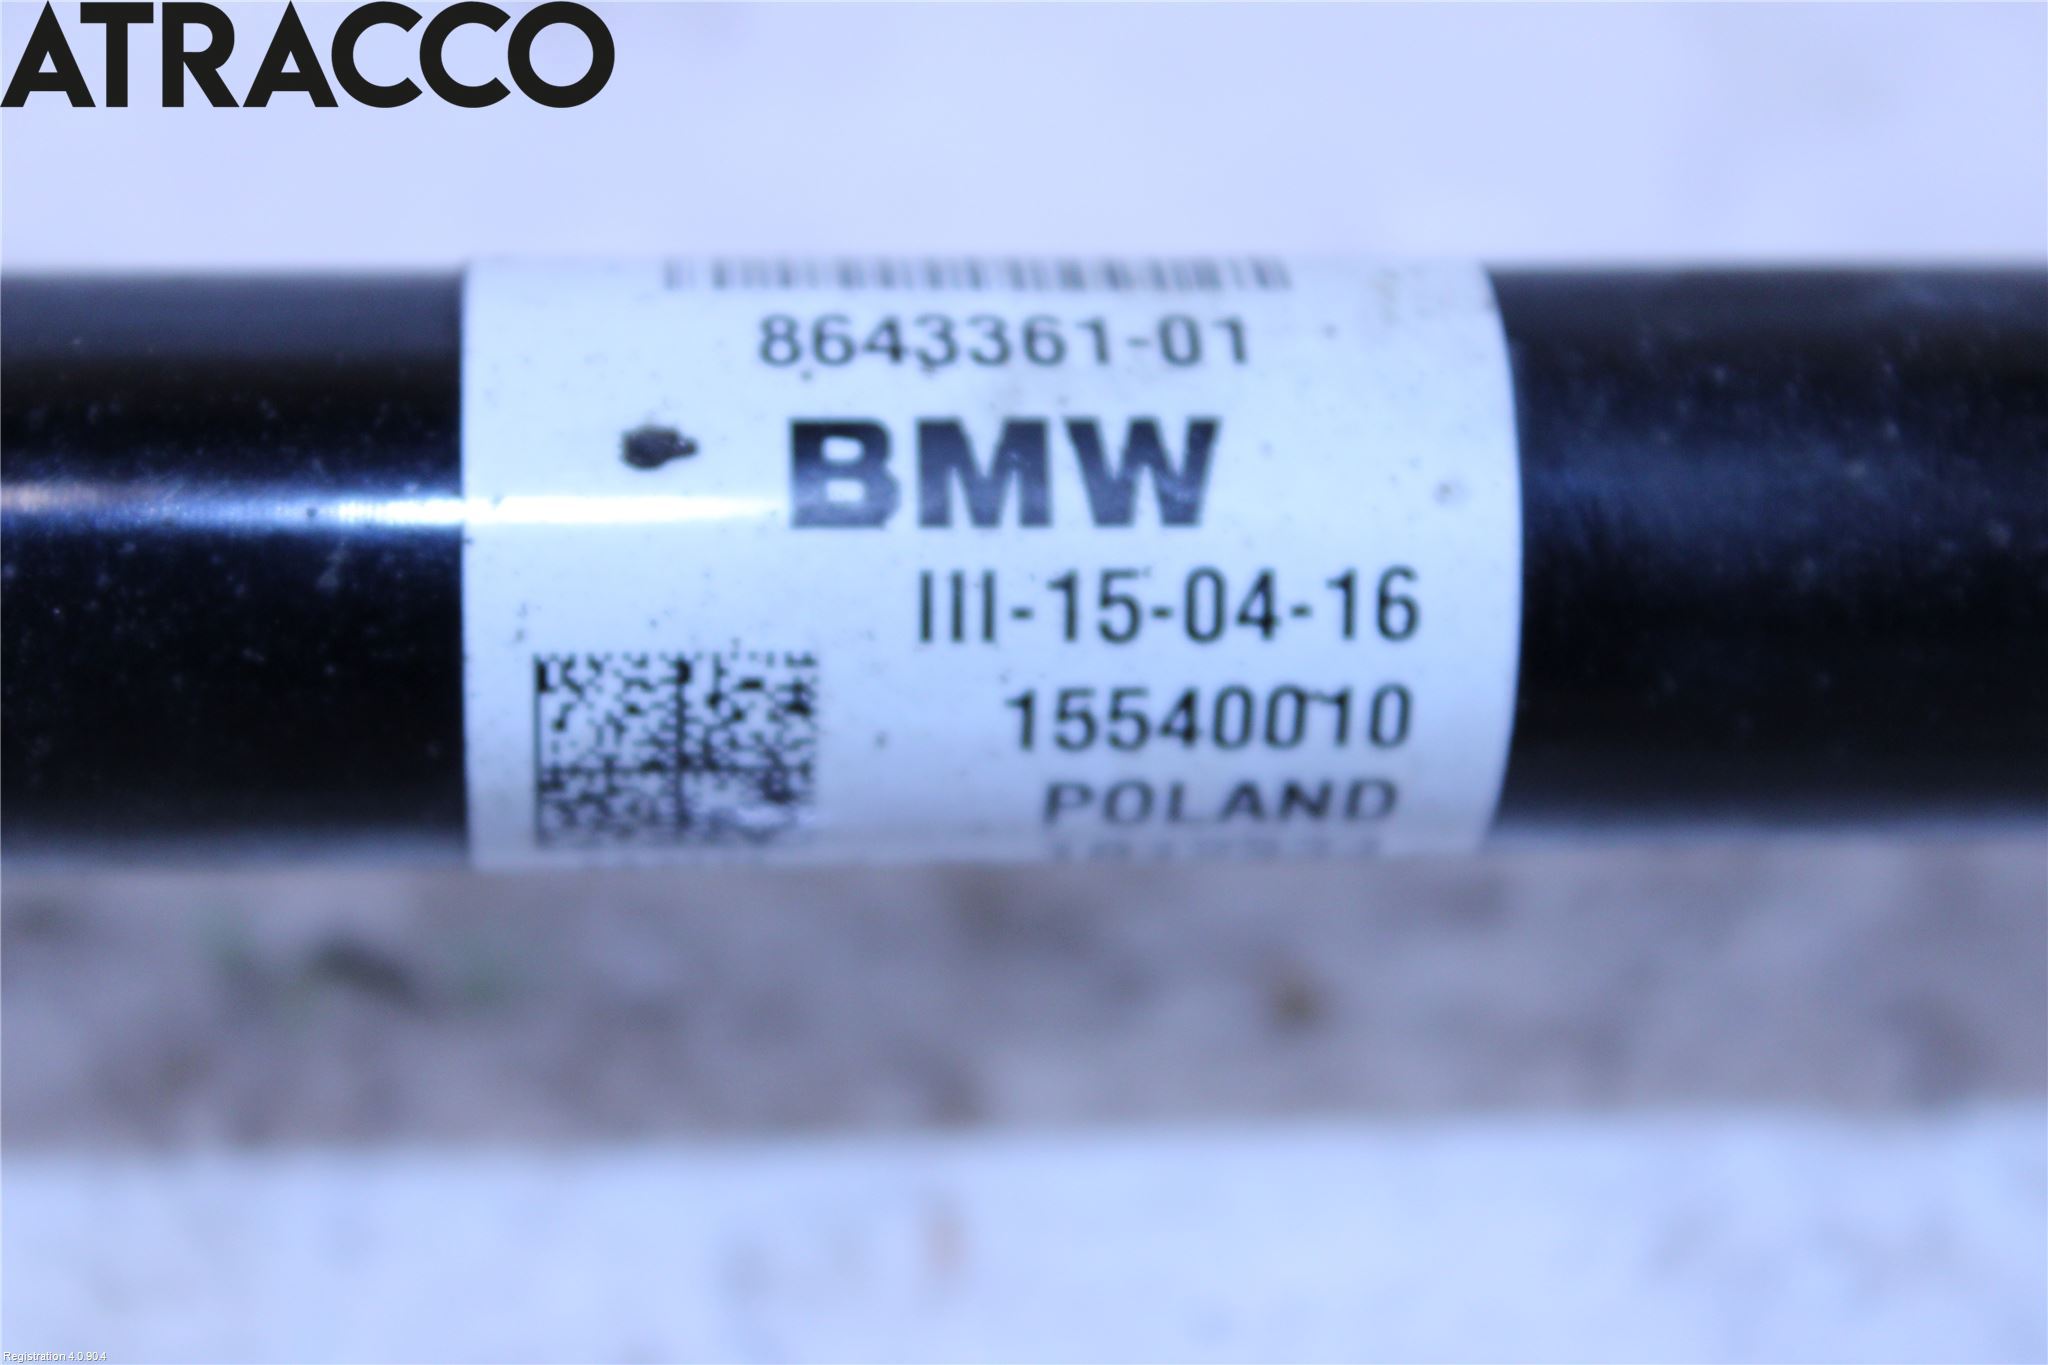 ATRACCO
8643361-01
BMW
III-15-04-16
15540010
POLAND
Registration 4.0.90.4